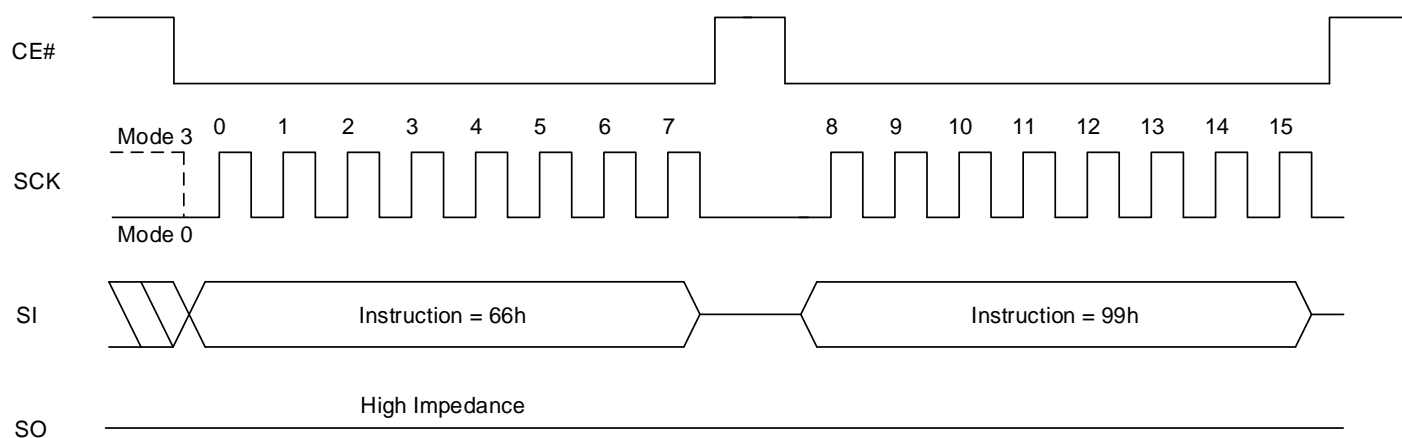 CE#
Mode 3 0 1 2 3 4 5 6 7 8 9 10 11 12 13 14 15
SCK
Mode 0
SI Instruction = 66h Instruction = 99h
High Impedance
SO